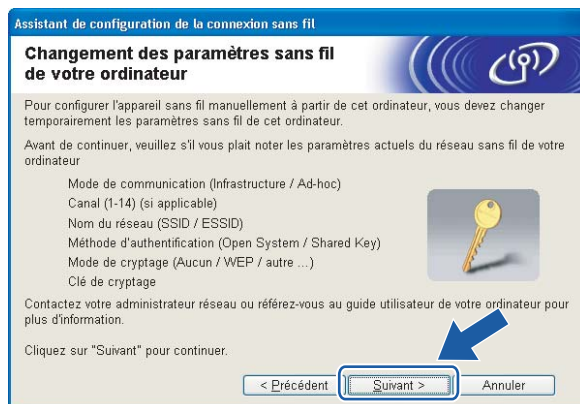 Assistant de configuration de la connexion sans fil
Changement des paramètres sans fil
de votre ordinateur
Pour configurer l'appareil sans fil manuellement à partir de cet ordinateur, vous devez changer
temporairement les paramètres sans fil de cet ordinateur.
Avant de continuer, veuillez s'il vous plait noter les paramètres actuels du réseau sans fil de votre
ordinateur
Mode de communication (Infrastructure / Ad-hoc)
Canal (1-14) (si applicable)
Nom du réseau (SSID / ESSID)
Méthode d'authentification (Open System / Shared Key)
Mode de cryptage (Aucun / WEP / autre ...)
Clé de cryptage
Contactez votre administrateur réseau ou référez-vous au guide utilisateur de votre ordinateur pour
plus d'information.
Cliquez sur "Suivant" pour continuer.
< Précédent Suivant > Annuler